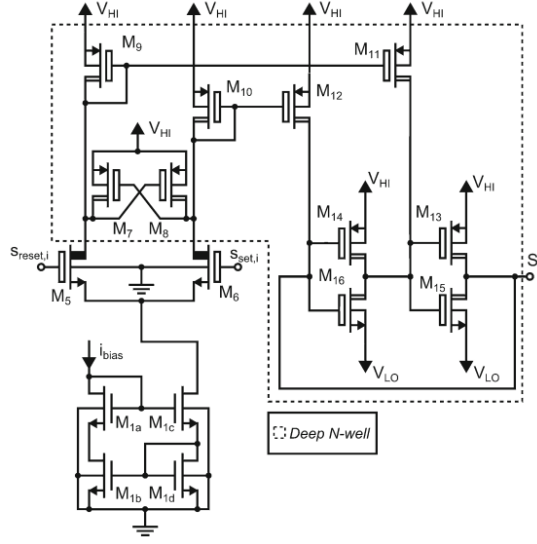 V_HI V_HI V_HI V_HI
M_9 M_11
M_10 M_12
V_HI
V_HI V_HI
M_7 M_8 M_14 M_13
s_reset,i s_set,i S
M_5 M_6 M_16 M_15
i_bias V_LO V_LO
M_1a M_1c
Deep N-well
M_1b M_1d